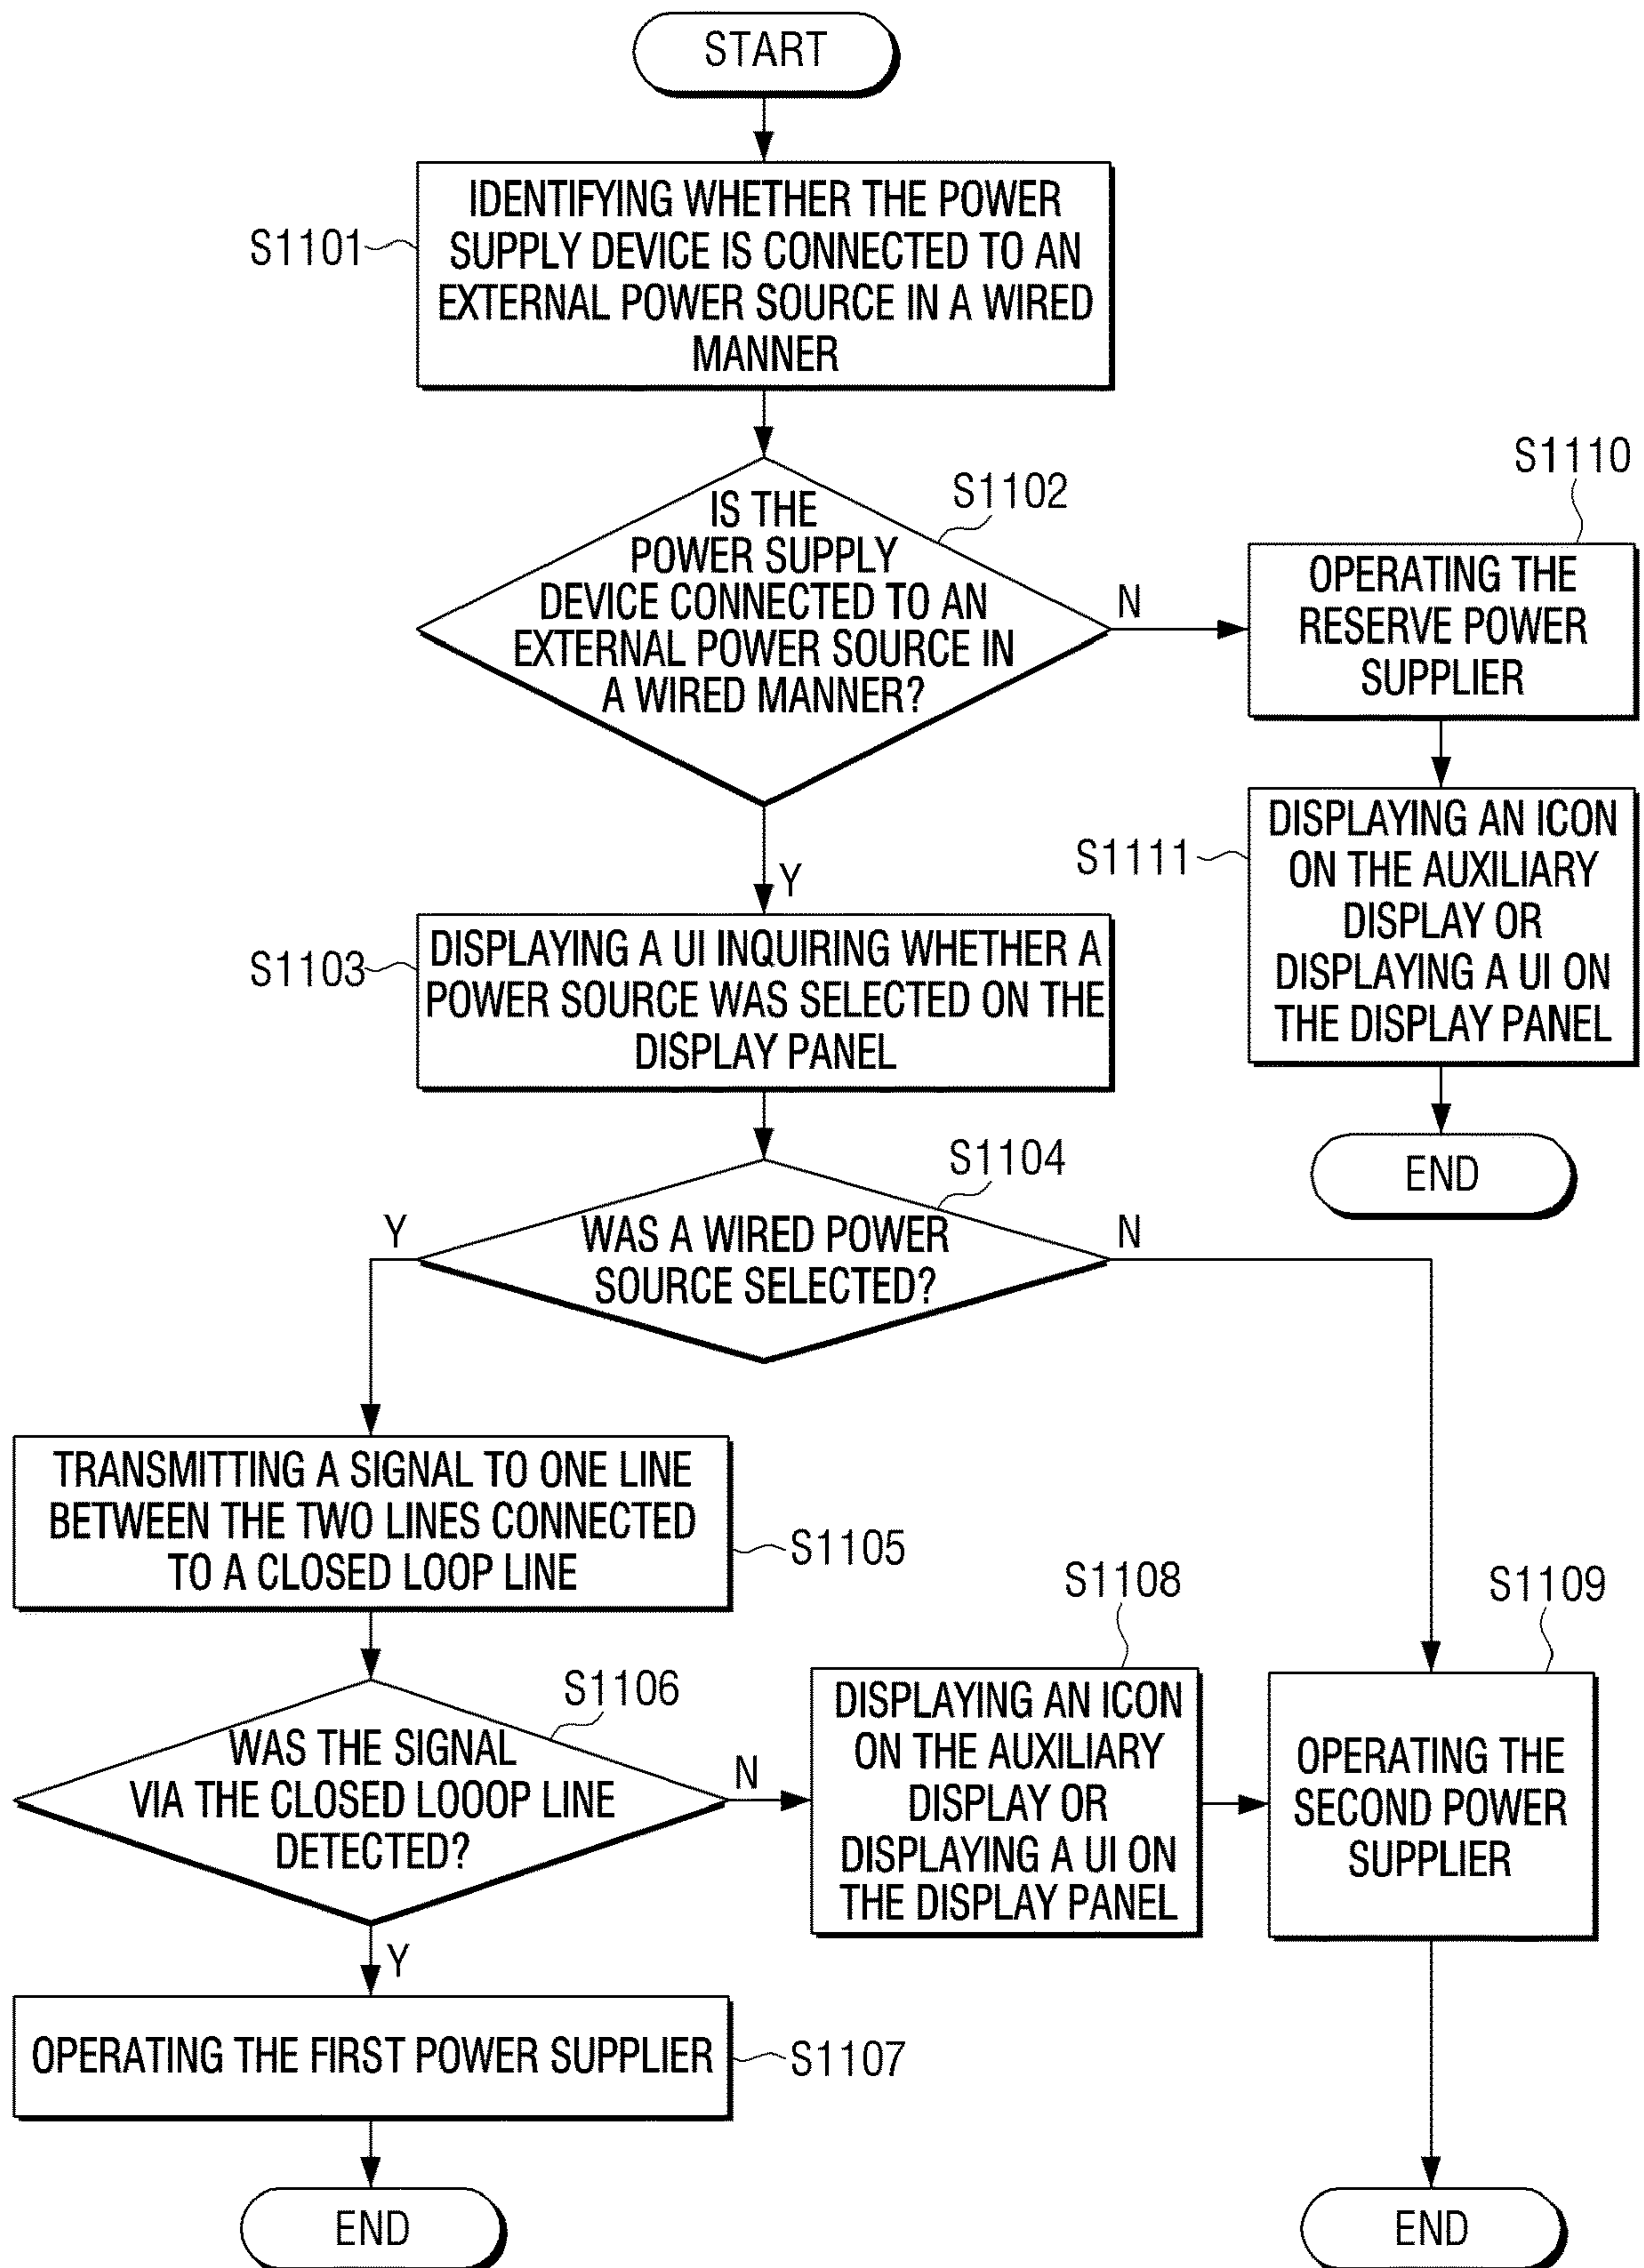 START
S1101
IDENTIFYING WHETHER THE POWER
SUPPLY DEVICE IS CONNECTED TO AN
EXTERNAL POWER SOURCE IN A WIRED
MANNER
S1102
IS THE
POWER SUPPLY
DEVICE CONNECTED TO AN
EXTERNAL POWER SOURCE IN
A WIRED MANNER?
N
S1110
OPERATING THE
RESERVE POWER
SUPPLIER
S1111
DISPLAYING AN ICON
ON THE AUXILIARY
DISPLAY OR
DISPLAYING A UI ON
THE DISPLAY PANEL
END
Y
S1103
DISPLAYING A UI INQUIRING WHETHER A
POWER SOURCE WAS SELECTED ON THE
DISPLAY PANEL
S1104
WAS A WIRED POWER
SOURCE SELECTED?
Y
N
TRANSMITTING A SIGNAL TO ONE LINE
BETWEEN THE TWO LINES CONNECTED
TO A CLOSED LOOP LINE
S1105
S1106
WAS THE SIGNAL
VIA THE CLOSED LOOOP LINE
DETECTED?
N
S1108
DISPLAYING AN ICON
ON THE AUXILIARY
DISPLAY OR
DISPLAYING A UI ON
THE DISPLAY PANEL
S1109
OPERATING THE
SECOND POWER
SUPPLIER
Y
OPERATING THE FIRST POWER SUPPLIER
S1107
END
END